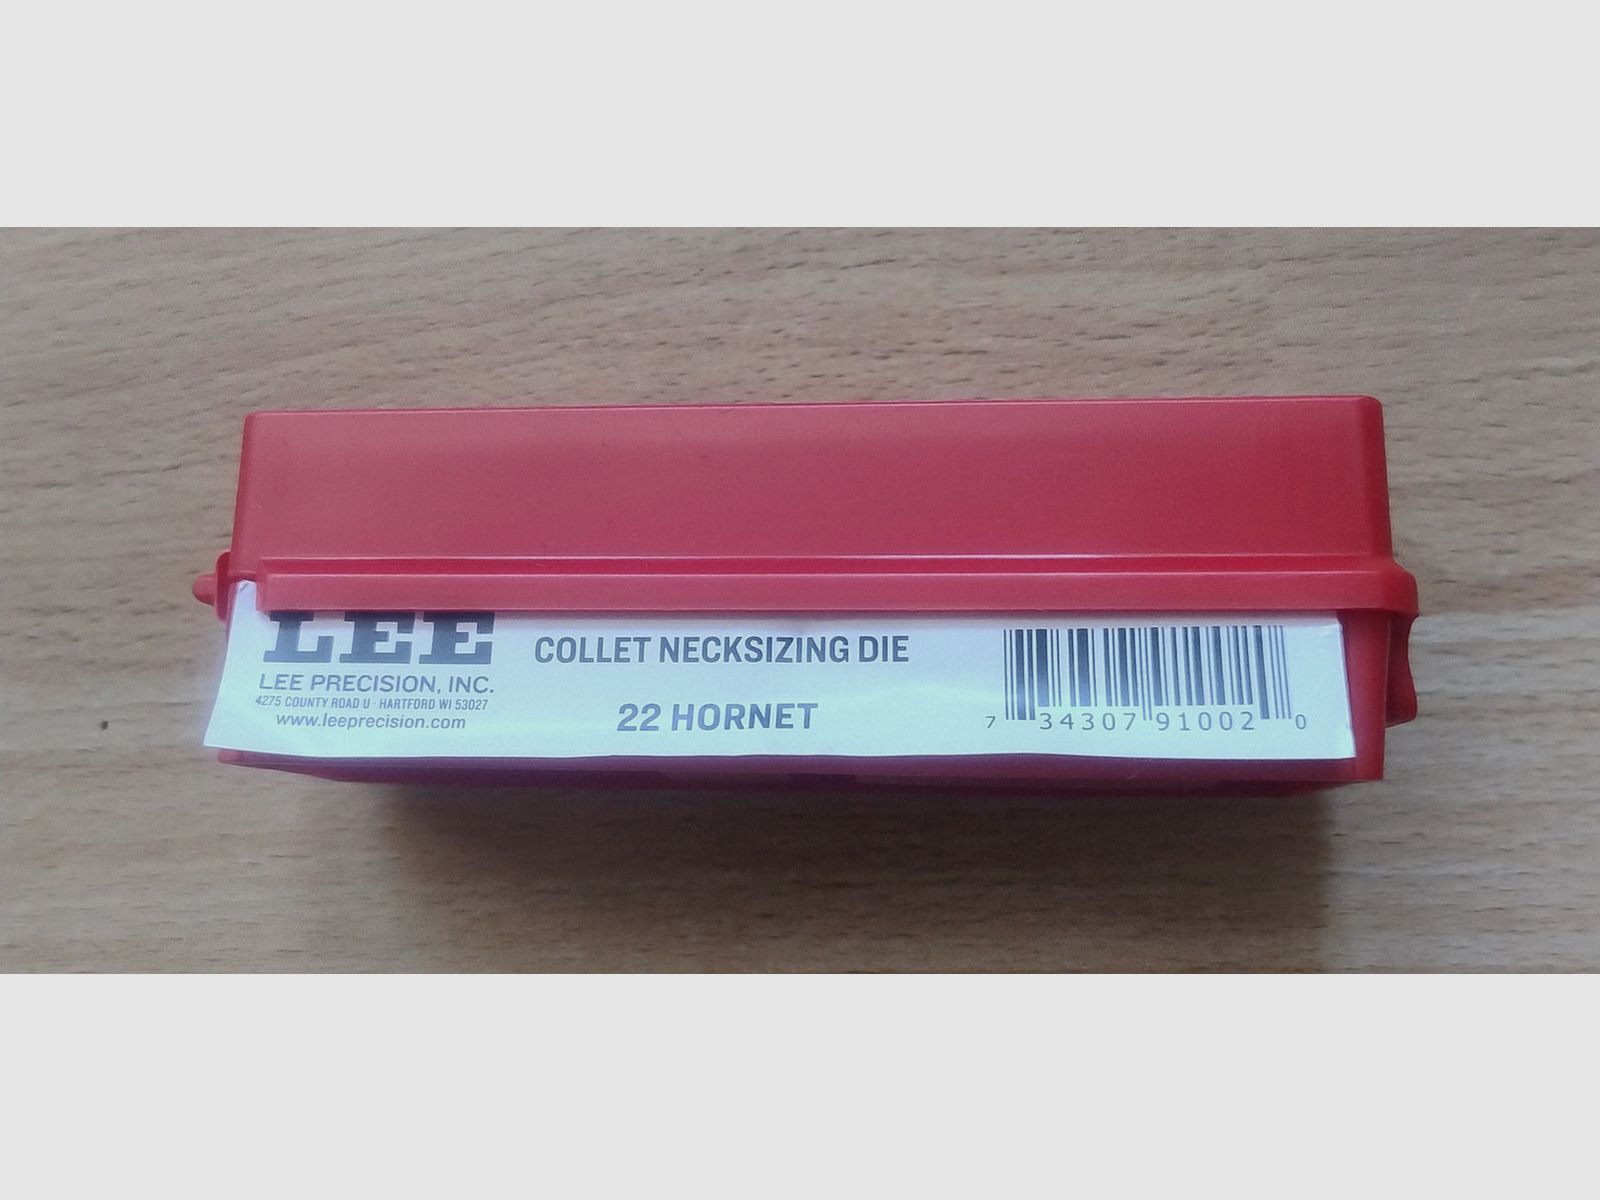 LEE
LEE PRECISION, INC.
4275 COUNTY ROAD U · HARTFORD WI 53027
www.leeprecision.com
COLLET NECKSIZING DIE
22 HORNET
7 34307 91002 0